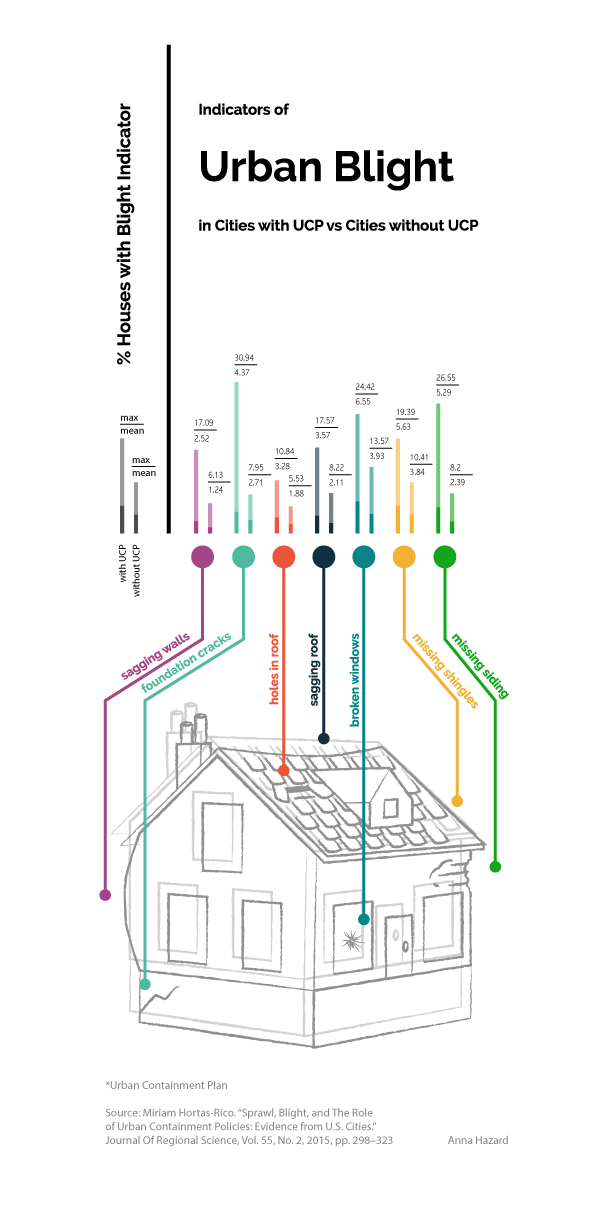 % Houses with Blight Indicator
Indicators of
Urban Blight
in Cities with UCP vs Cities without UCP
max
mean
max
mean
with UCP
without UCP
17.09
2.52
6.13
1.24
30.94
4.37
7.95
2.71
10.84
3.28
5.53
1.88
17.57
3.57
8.22
2.11
24.42
6.55
13.57
3.93
19.39
5.63
10.41
3.84
26.55
5.29
8.2
2.39
sagging walls
foundation cracks
holes in roof
sagging roof
broken windows
missing shingles
missing siding
*Urban Containment Plan
Source: Miriam Hortas-Rico. “Sprawl, Blight, and The Role
of Urban Containment Policies: Evidence from U.S. Cities.”
Journal Of Regional Science, Vol. 55, No. 2, 2015, pp. 298–323
Anna Hazard